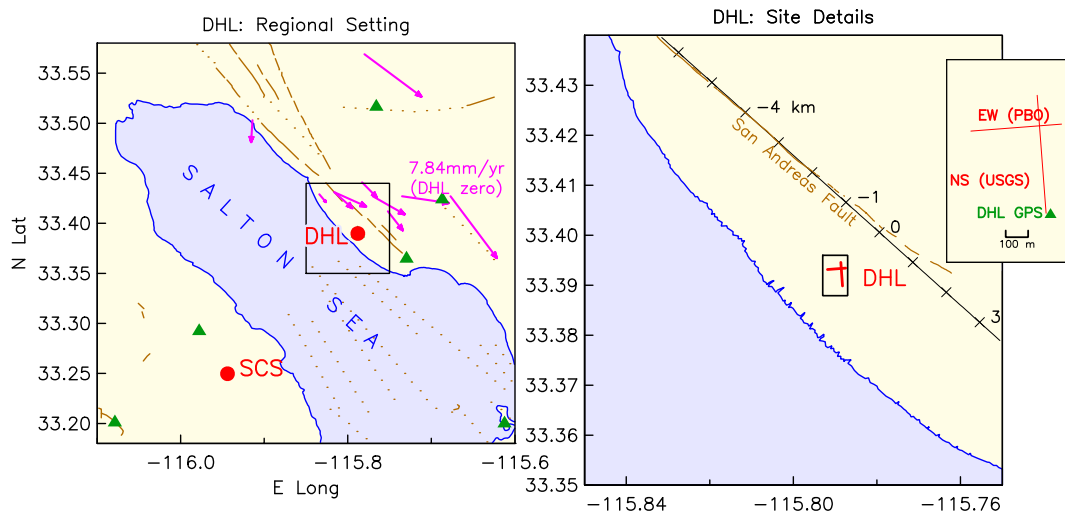 DHL: Regional Setting
33.55
33.50
33.45
33.40
33.35
33.30
33.25
33.20
N Lat
SALTON
SEA
7.84mm/yr
(DHL zero)
DHL
SCS
−116.0
−115.8
−115.6
E Long
DHL: Site Details
33.43
33.42
33.41
33.40
33.39
33.38
33.37
33.36
33.35
−4 km
San Andreas Fault
−1
0
DHL
3
−115.84
−115.80
−115.76
EW (PBO)
NS (USGS)
DHL GPS
100 m